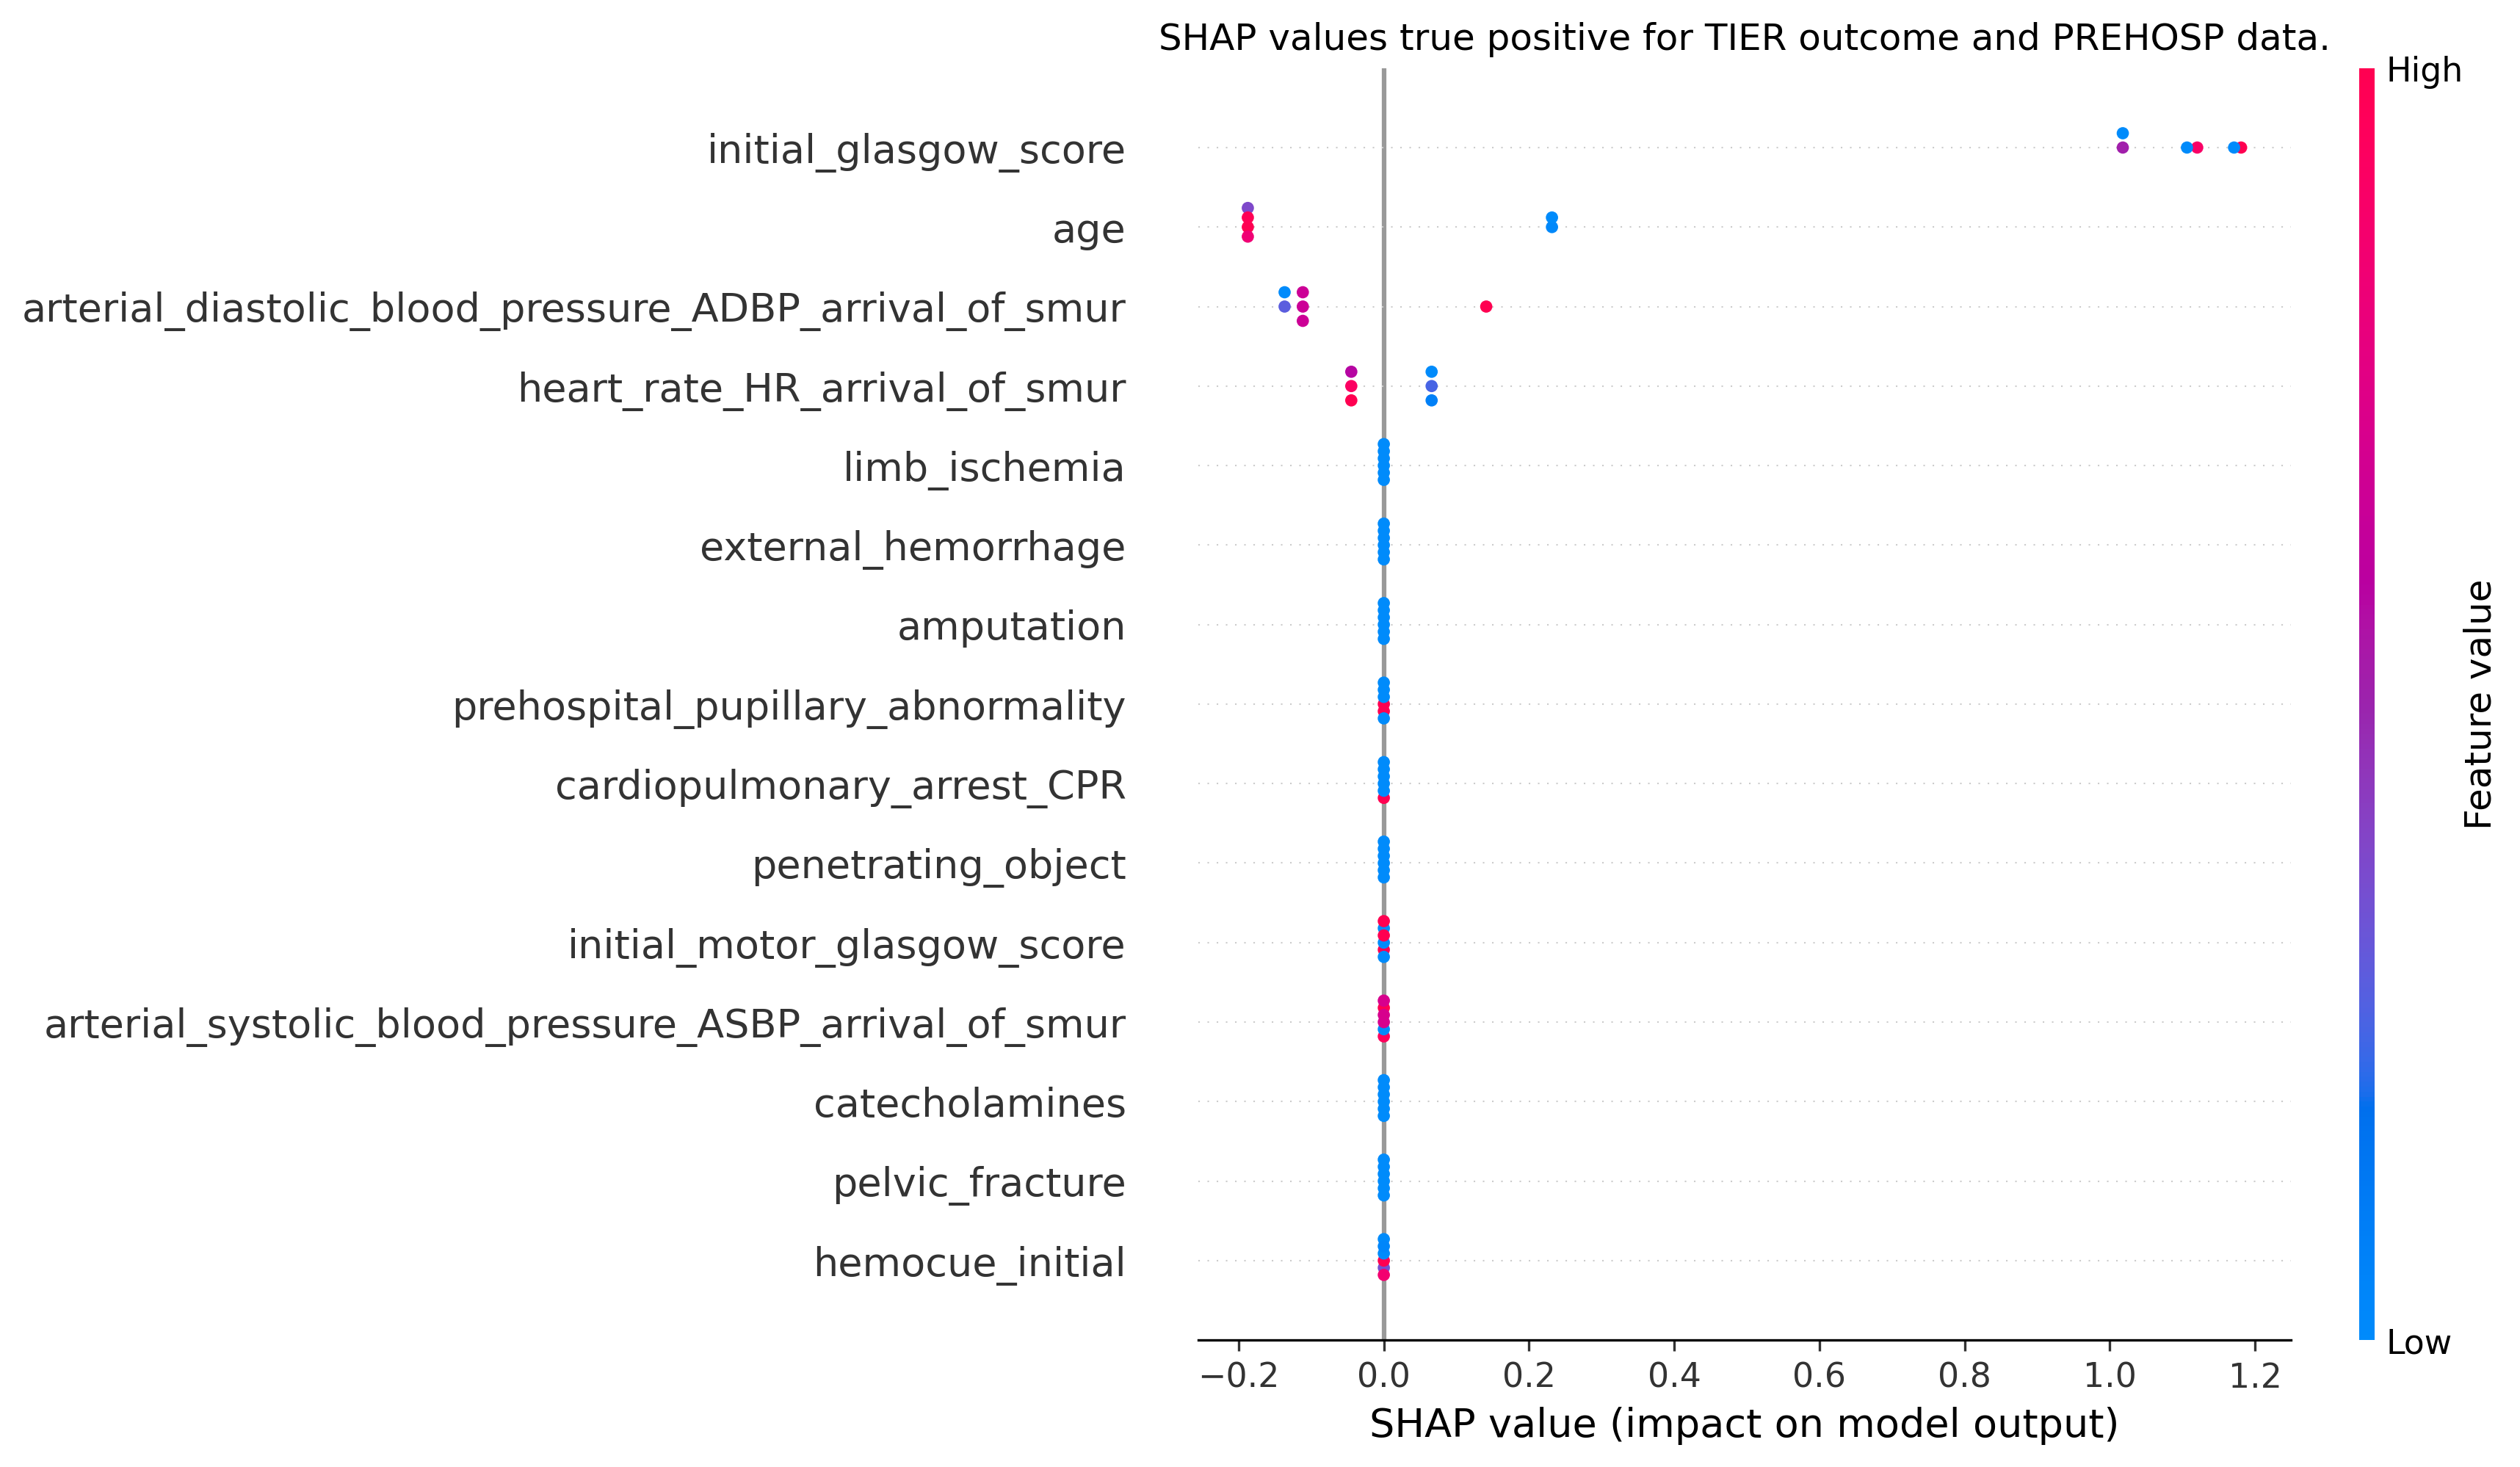 SHAP values true positive for TIER outcome and PREHOSP data.
High
initial_glasgow_score
age
arterial_diastolic_blood_pressure_ADBP_arrival_of_smur
heart_rate_HR_arrival_of_smur
limb_ischemia
external_hemorrhage
amputation
prehospital_pupillary_abnormality
cardiopulmonary_arrest_CPR
penetrating_object
initial_motor_glasgow_score
arterial_systolic_blood_pressure_ASBP_arrival_of_smur
catecholamines
pelvic_fracture
hemocue_initial
Feature value
Low
−0.2 0.0 0.2 0.4 0.6 0.8 1.0 1.2
SHAP value (impact on model output)